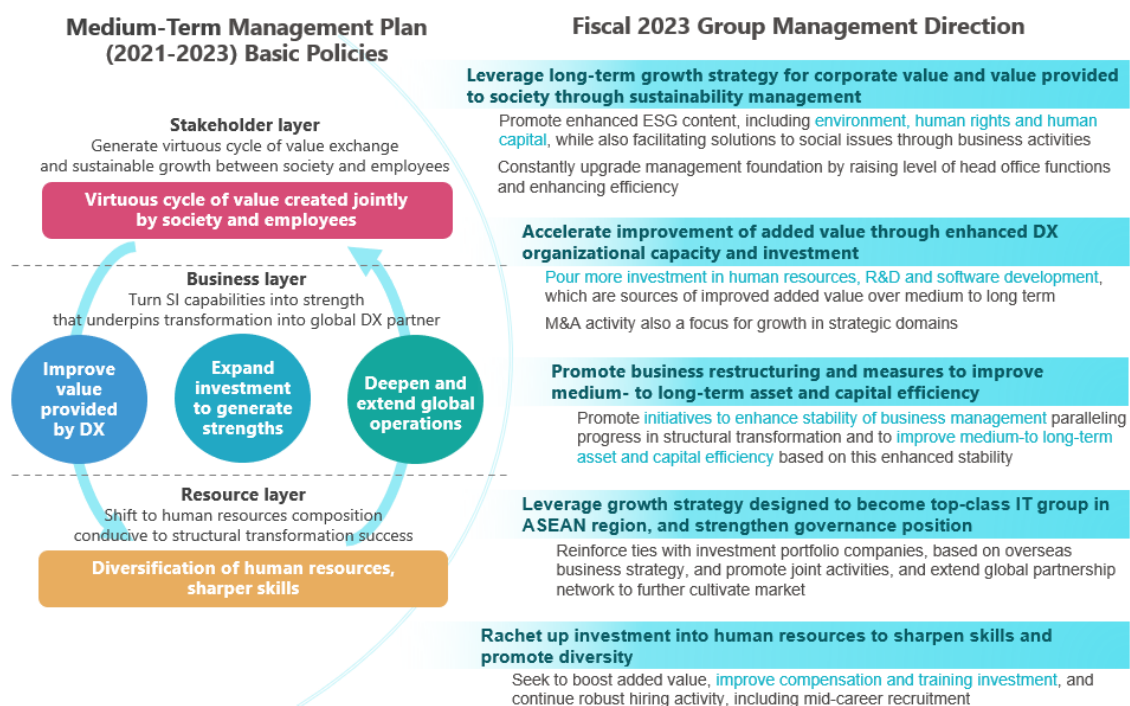 Medium-Term Management Plan
(2021-2023) Basic Policies
Stakeholder layer
Generate virtuous cycle of value exchange
and sustainable growth between society and employees
Virtuous cycle of value created jointly
by society and employees
Business layer
Turn SI capabilities into strength
that underpins transformation into global DX partner
Improve
value
provided
by DX
Expand
investment
to generate
strengths
Deepen and
extend global
operations
Resource layer
Shift to human resources composition
conducive to structural transformation success
Diversification of human resources,
sharper skills
Fiscal 2023 Group Management Direction
Leverage long-term growth strategy for corporate value and value provided
to society through sustainability management
Promote enhanced ESG content, including environment, human rights and human
capital, while also facilitating solutions to social issues through business activities
Constantly upgrade management foundation by raising level of head office functions
and enhancing efficiency
Accelerate improvement of added value through enhanced DX
organizational capacity and investment
Pour more investment in human resources, R&D and software development,
which are sources of improved added value over medium to long term
M&A activity also a focus for growth in strategic domains
Promote business restructuring and measures to improve
medium- to long-term asset and capital efficiency
Promote initiatives to enhance stability of business management paralleling
progress in structural transformation and to improve medium-to long-term
asset and capital efficiency based on this enhanced stability
Leverage growth strategy designed to become top-class IT group in
ASEAN region, and strengthen governance position
Reinforce ties with investment portfolio companies, based on overseas
business strategy, and promote joint activities, and extend global partnership
network to further cultivate market
Rachet up investment into human resources to sharpen skills and
promote diversity
Seek to boost added value, improve compensation and training investment, and
continue robust hiring activity, including mid-career recruitment